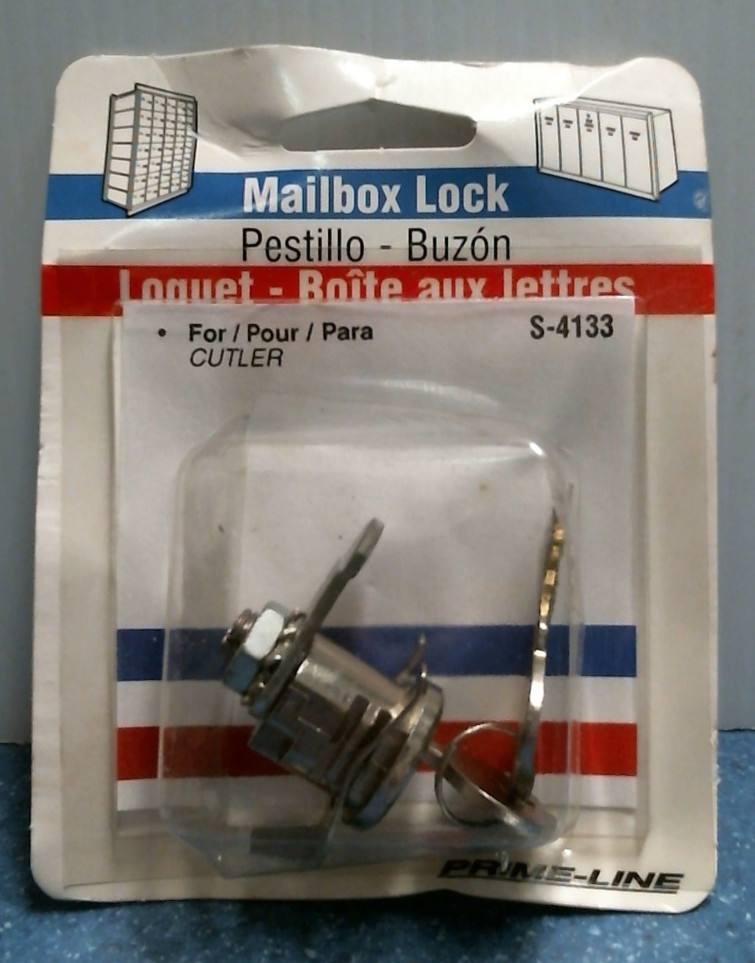 Mailbox Lock
Pestillo - Buzón
Loquet - Boîte aux lettres
• For / Pour / Para S-4133
CUTLER
PRIME-LINE